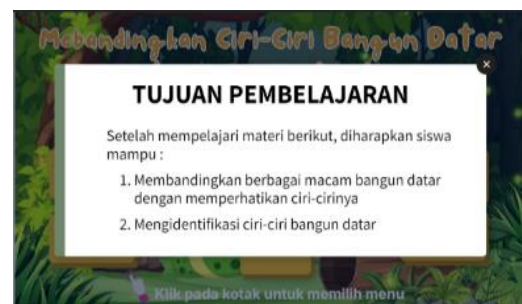 Mebandingkan Ciri-Ciri Bangun Datar
TUJUAN PEMBELAJARAN
Setelah mempelajari materi berikut, diharapkan siswa
mampu :
1. Membandingkan berbagai macam bangun datar
dengan memperhatikan ciri-cirinya
2. Mengidentifikasi ciri-ciri bangun datar
Klik pada kotak untuk memilih menu